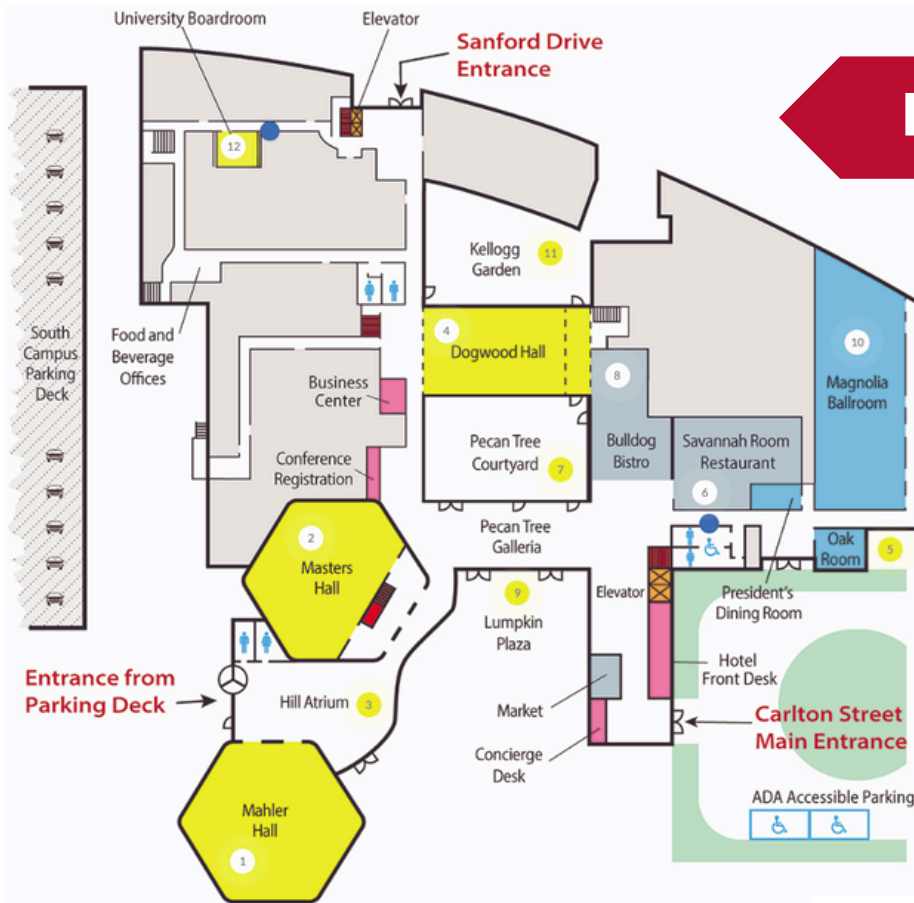 University Boardroom
Elevator
Sanford Drive
Entrance
12
Kellogg
Garden
11
South
Campus
Parking
Deck
Food and
Beverage
Offices
4
Dogwood Hall
10
Magnolia
Ballroom
Business
Center
8
Bulldog
Bistro
Savannah Room
Restaurant
Pecan Tree
Courtyard
7
6
Conference
Registration
2
Masters
Hall
Pecan Tree
Galleria
Oak
Room
5
9
Lumpkin
Plaza
Elevator
President's
Dining Room
Entrance from
Parking Deck
Hill Atrium
3
Market
Hotel
Front Desk
Concierge
Desk
Carlton Street
Main Entrance
Mahler
Hall
1
ADA Accessible Parking